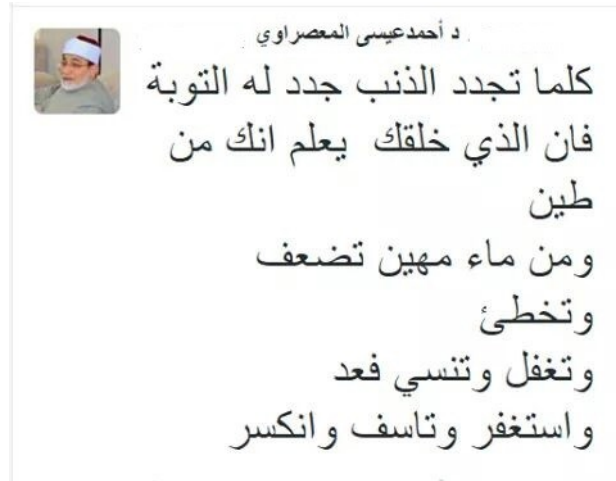 د أحمدعيسى المعصراوي
كلما تجدد الذنب جدد له التوبة
فان الذي خلقك يعلم انك من
طين
ومن ماء مهين تضعف
وتخطئ
وتغفل وتنسي فعد
واستغفر وتاسف وانكسر